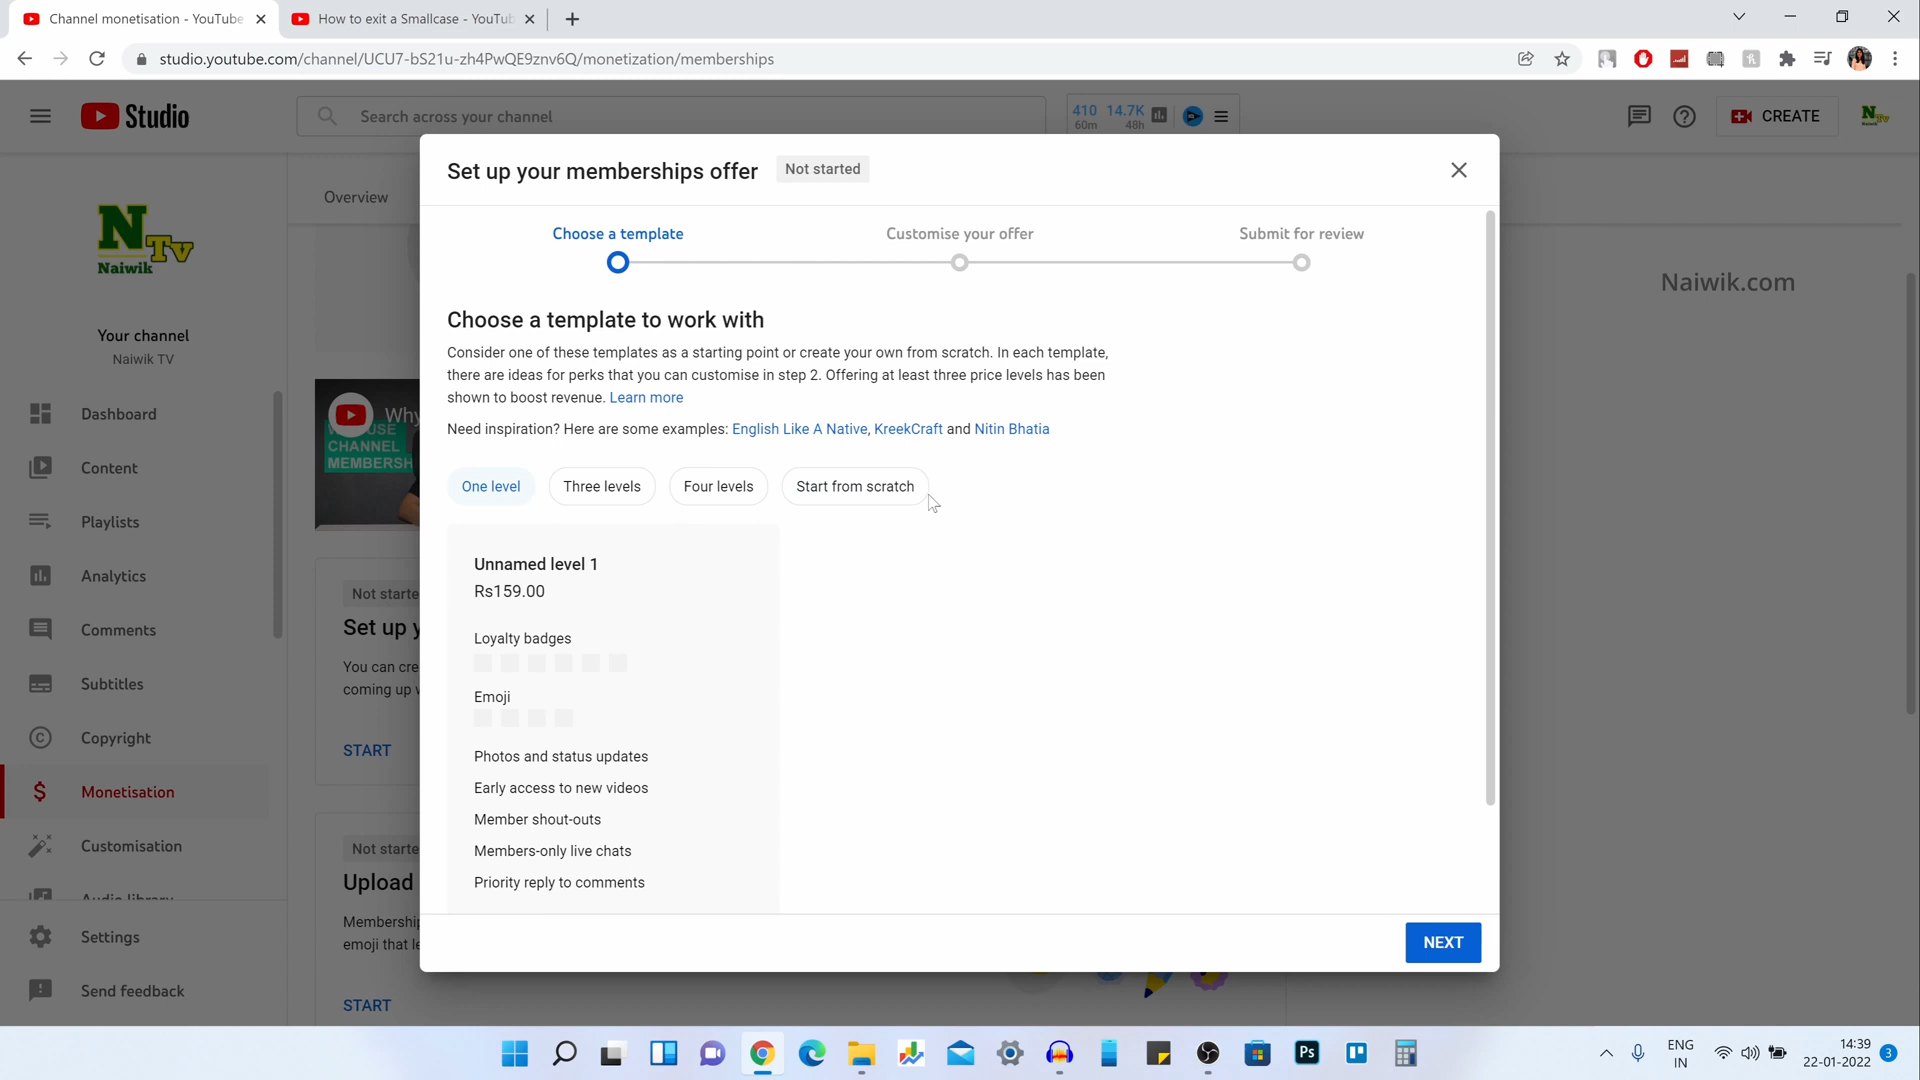 Channel monetisation - YouTube
How to exit a Smallcase - YouTub
studio.youtube.com/channel/UCU7-bS21u-zh4PwQE9znv6Q/monetization/memberships
Studio
Search across your channel
410 14.7K
60m 48h
CREATE
N Tv
Naiwik
Your channel
Naiwik TV
Dashboard
Content
Playlists
Analytics
Comments
Subtitles
Copyright
Monetisation
Customisation
Audio library
Settings
Send feedback
Overview
Why
USE
CHANNEL
MEMBERSH
Not starte
Set up y
You can cre
coming up w
START
Not starte
Upload
Membership
emoji that le
START
Set up your memberships offer Not started
Choose a template
Customise your offer
Submit for review
Choose a template to work with
Consider one of these templates as a starting point or create your own from scratch. In each template,
there are ideas for perks that you can customise in step 2. Offering at least three price levels has been
shown to boost revenue. Learn more
Need inspiration? Here are some examples: English Like A Native, KreekCraft and Nitin Bhatia
One level
Three levels
Four levels
Start from scratch
Unnamed level 1
Rs159.00
Loyalty badges
Emoji
Photos and status updates
Early access to new videos
Member shout-outs
Members-only live chats
Priority reply to comments
NEXT
Naiwik.com
Ps
ENG
IN
14:39
22-01-2022
3